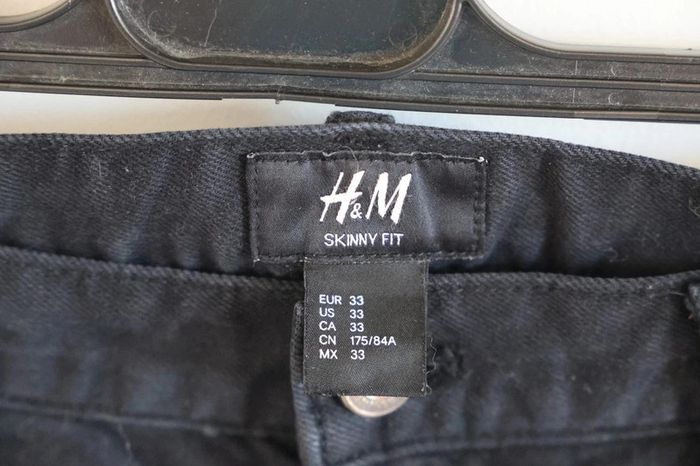 H&M
SKINNY FIT
EUR 33
US 33
CA 33
CN 175/84A
MX 33